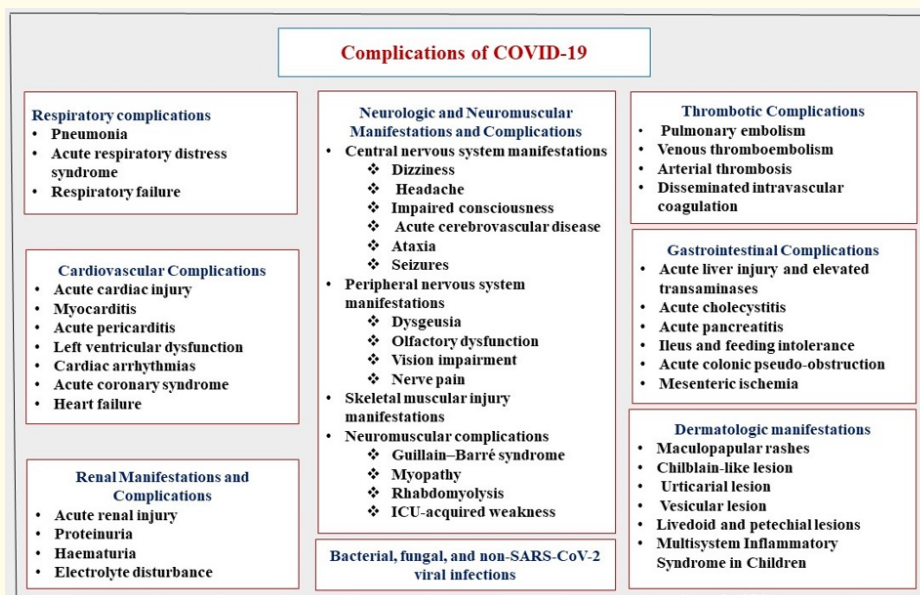 Complications of COVID-19
Respiratory complications
• Pneumonia
• Acute respiratory distress
syndrome
• Respiratory failure
Cardiovascular Complications
• Acute cardiac injury
• Myocarditis
• Acute pericarditis
• Left ventricular dysfunction
• Cardiac arrhythmias
• Acute coronary syndrome
• Heart failure
Renal Manifestations and
Complications
• Acute renal injury
• Proteinuria
• Haematuria
• Electrolyte disturbance
Neurologic and Neuromuscular
Manifestations and Complications
• Central nervous system manifestations
❖ Dizziness
❖ Headache
❖ Impaired consciousness
❖ Acute cerebrovascular disease
❖ Ataxia
❖ Seizures
• Peripheral nervous system
manifestations
❖ Dysgeusia
❖ Olfactory dysfunction
❖ Vision impairment
❖ Nerve pain
• Skeletal muscular injury
manifestations
• Neuromuscular complications
❖ Guillain–Barré syndrome
❖ Myopathy
❖ Rhabdomyolysis
❖ ICU-acquired weakness
Bacterial, fungal, and non-SARS-CoV-2
viral infections
Thrombotic Complications
• Pulmonary embolism
• Venous thromboembolism
• Arterial thrombosis
• Disseminated intravascular
coagulation
Gastrointestinal Complications
• Acute liver injury and elevated
transaminases
• Acute cholecystitis
• Acute pancreatitis
• Ileus and feeding intolerance
• Acute colonic pseudo-obstruction
• Mesenteric ischemia
Dermatologic manifestations
• Maculopapular rashes
• Chilblain-like lesion
• Urticarial lesion
• Vesicular lesion
• Livedoid and petechial lesions
• Multisystem Inflammatory
Syndrome in Children